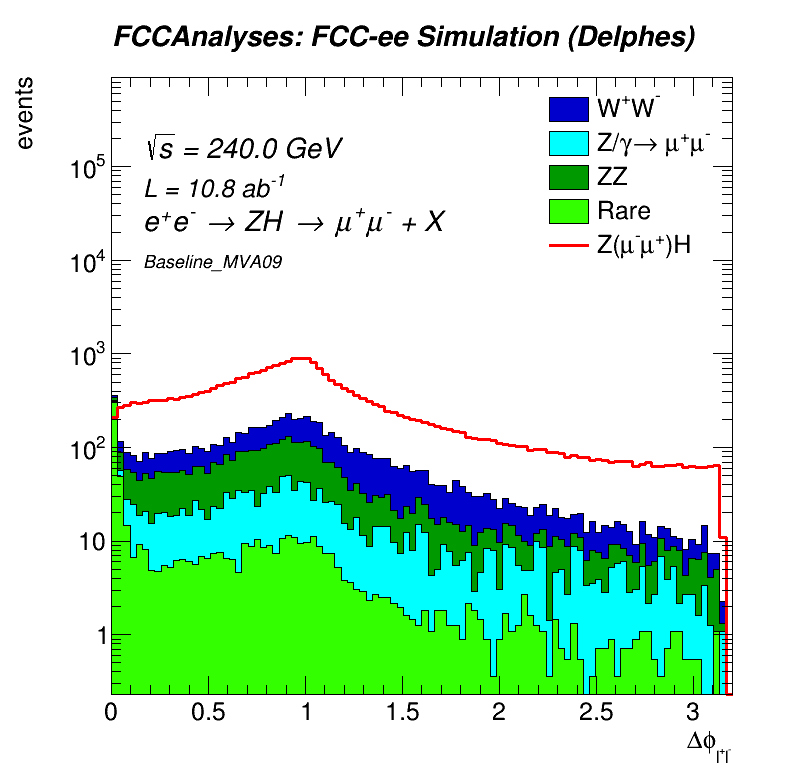 FCCAnalyses: FCC-ee Simulation (Delphes)
events
√s = 240.0 GeV
L = 10.8 ab⁻¹
e⁺e⁻ → ZH → μ⁺μ⁻ + X
Baseline_MVA09
W⁺W⁻
Z/γ→ μ⁺μ⁻
ZZ
Rare
Z(μ⁻μ⁺)H
10⁵
10⁴
10³
10²
10
1
0 0.5 1 1.5 2 2.5 3
Δϕ_l⁺l⁻